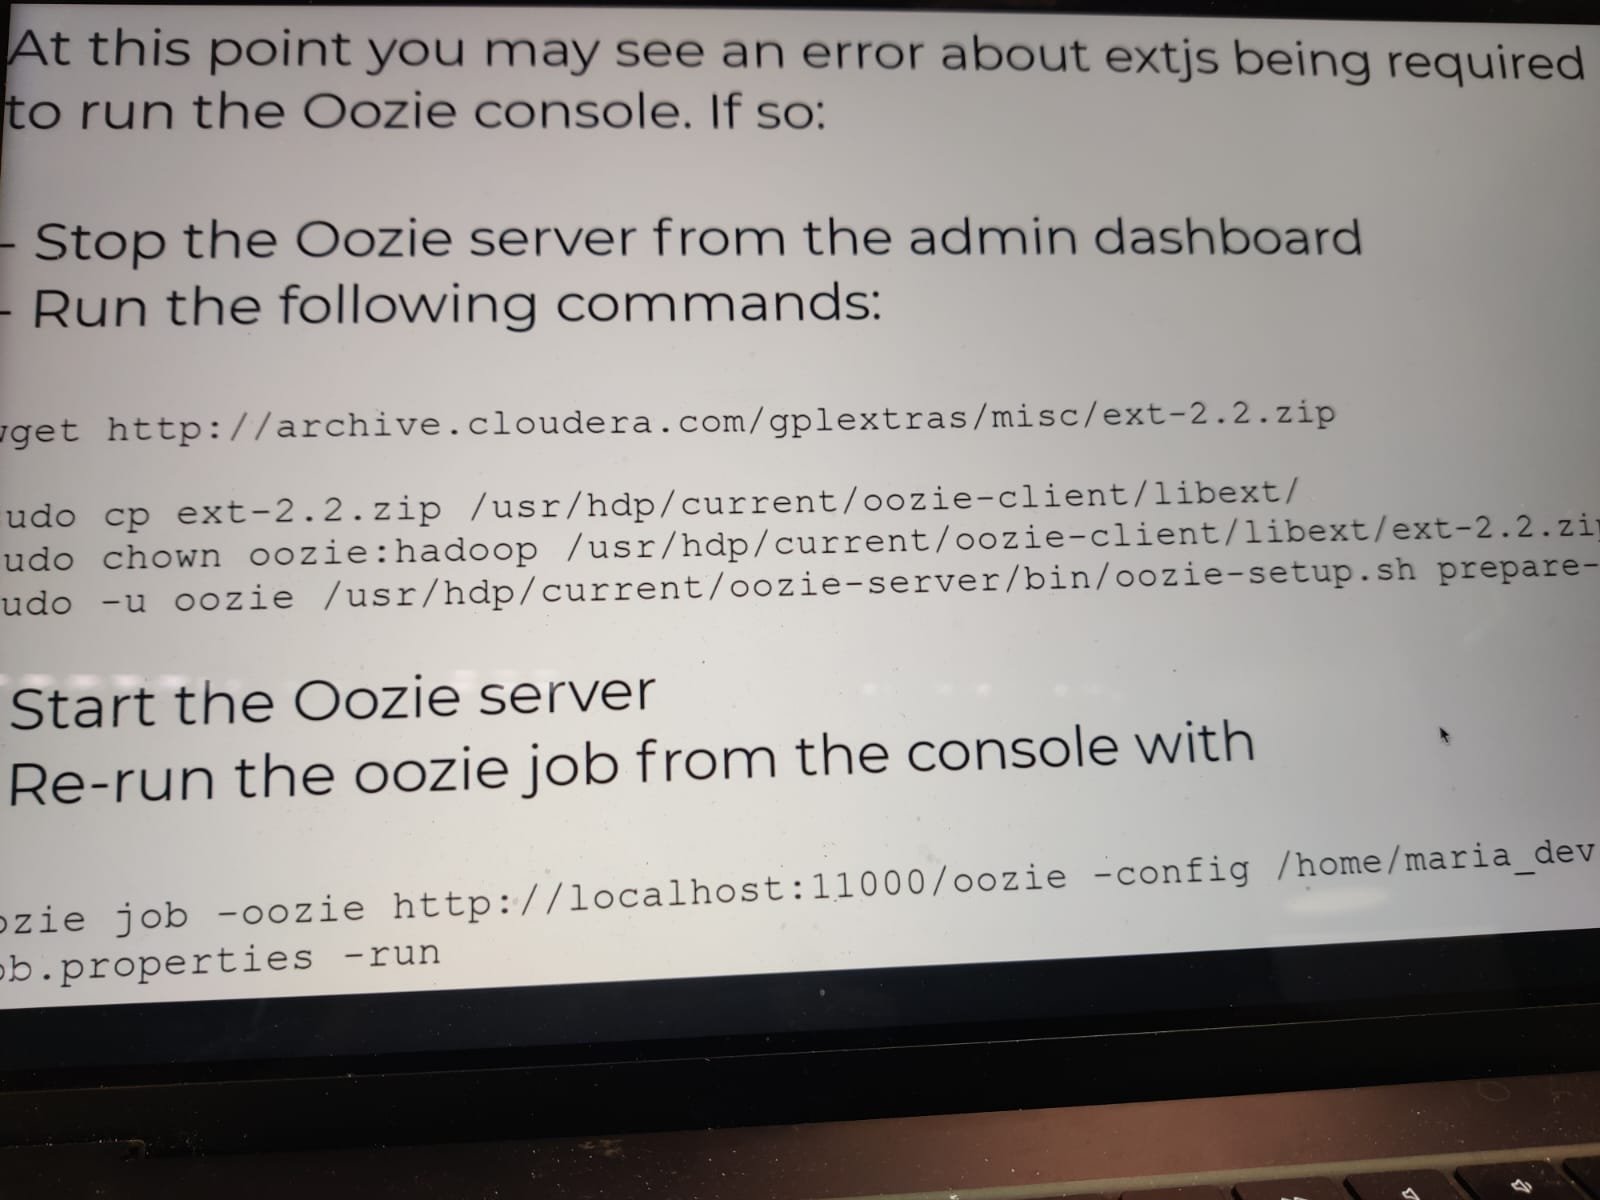 At this point you may see an error about extjs being required
to run the Oozie console. If so:
- Stop the Oozie server from the admin dashboard
- Run the following commands:
get http://archive.cloudera.com/gplextras/misc/ext-2.2.zip
udo cp ext-2.2.zip /usr/hdp/current/oozie-client/libext/
udo chown oozie:hadoop /usr/hdp/current/oozie-client/libext/ext-2.2.zip
udo -u oozie /usr/hdp/current/oozie-server/bin/oozie-setup.sh prepare-
Start the Oozie server
Re-run the oozie job from the console with
ozie job -oozie http://localhost:11000/oozie -config /home/maria_dev
ob.properties -run